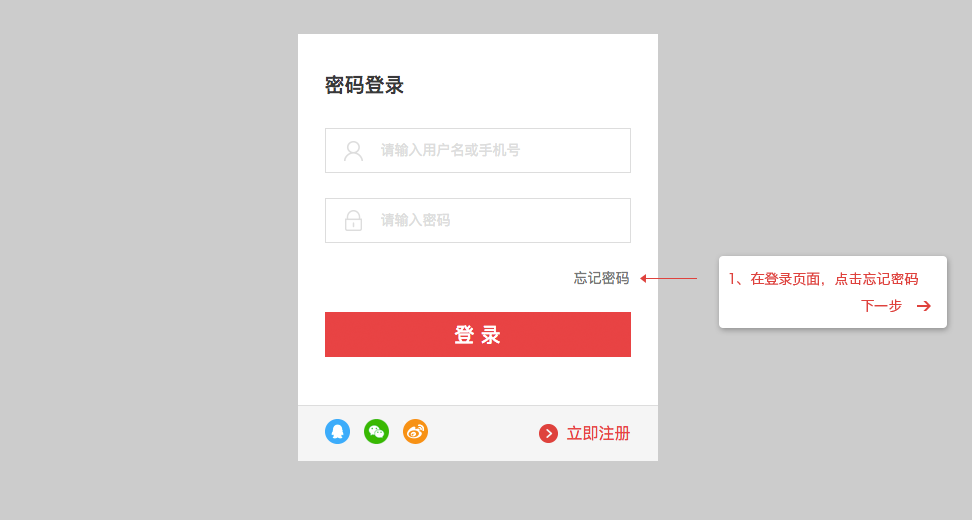 密码登录
请输入用户名或手机号
请输入密码
忘记密码
1、在登录页面，点击忘记密码
下一步
登 录
立即注册